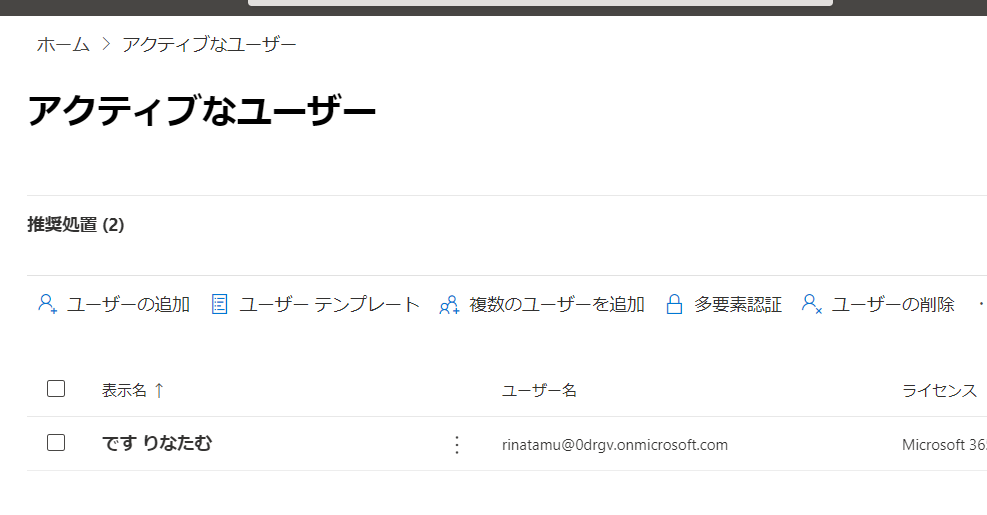 ホーム > アクティブなユーザー
アクティブなユーザー
推奨処置 (2)
ユーザーの追加 ユーザー テンプレート 複数のユーザーを追加 多要素認証 ユーザーの削除
表示名 ↑ ユーザー名 ライセンス
です りなたむ rinatamu@0drgv.onmicrosoft.com Microsoft 36